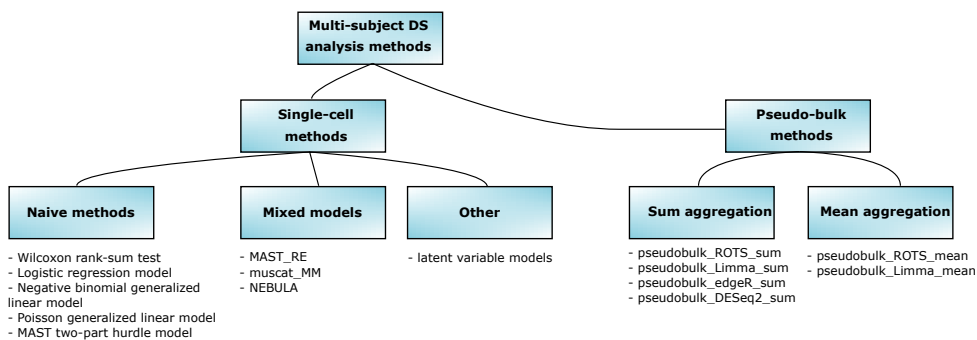 Multi-subject DS
analysis methods
Single-cell
methods
Pseudo-bulk
methods
Naive methods
- Wilcoxon rank-sum test
- Logistic regression model
- Negative binomial generalized
linear model
- Poisson generalized linear model
- MAST two-part hurdle model
Mixed models
- MAST_RE
- muscat_MM
- NEBULA
Other
- latent variable models
Sum aggregation
- pseudobulk_ROTS_sum
- pseudobulk_Limma_sum
- pseudobulk_edgeR_sum
- pseudobulk_DESeq2_sum
Mean aggregation
- pseudobulk_ROTS_mean
- pseudobulk_Limma_mean